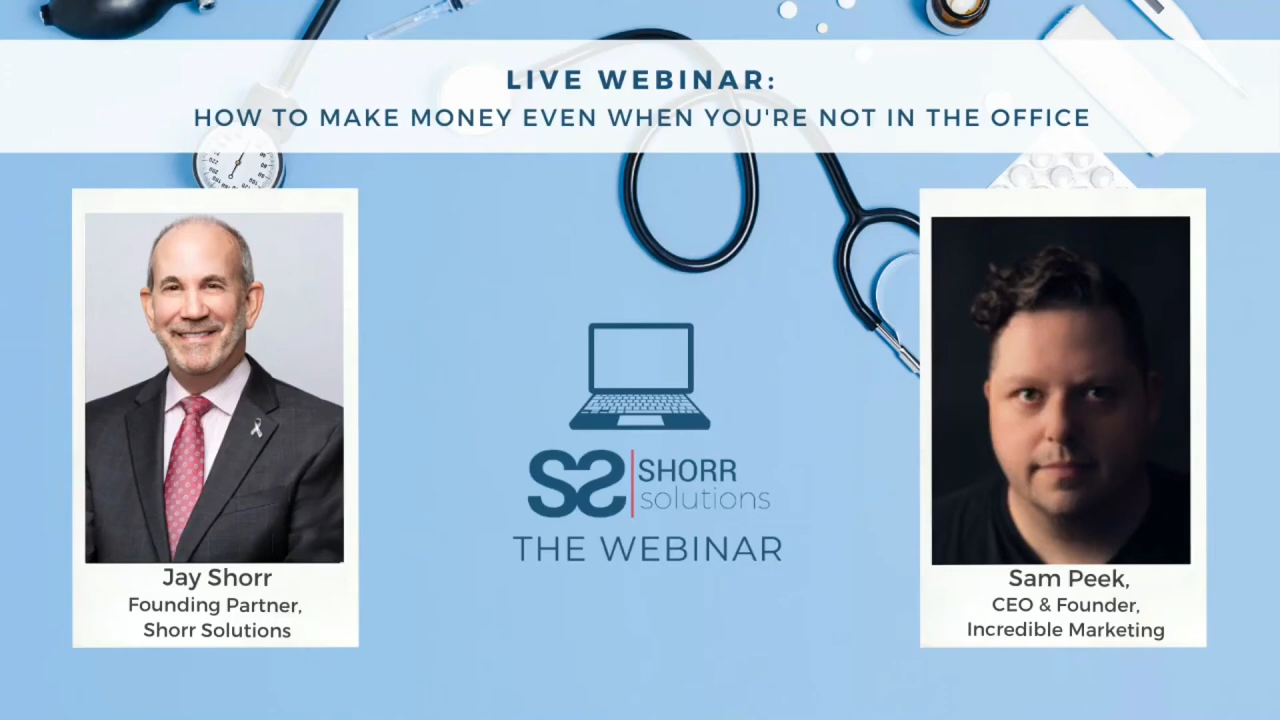 LIVE WEBINAR:
HOW TO MAKE MONEY EVEN WHEN YOU'RE NOT IN THE OFFICE
SS SHORR
solutions
THE WEBINAR
Jay Shorr
Founding Partner,
Shorr Solutions
Sam Peek,
CEO & Founder,
Incredible Marketing